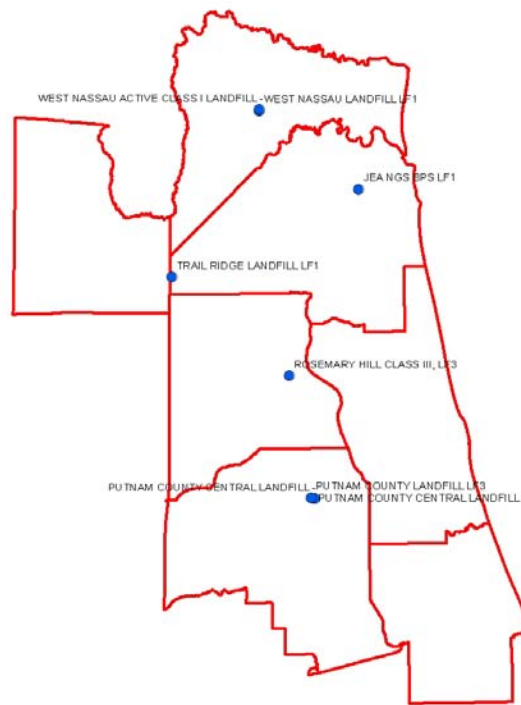 WEST NASSAU ACTIVE CLASS I LANDFILL -WEST NASSAU LANDFILL LF1
JEA NGS BPS LF1
TRAIL RIDGE LANDFILL LF1
ROSEMARY HILL CLASS III, LF3
PUTNAM COUNTY CENTRAL LANDFILL -PUTNAM COUNTY LANDFILL LF3
PUTNAM COUNTY CENTRAL LANDFILL